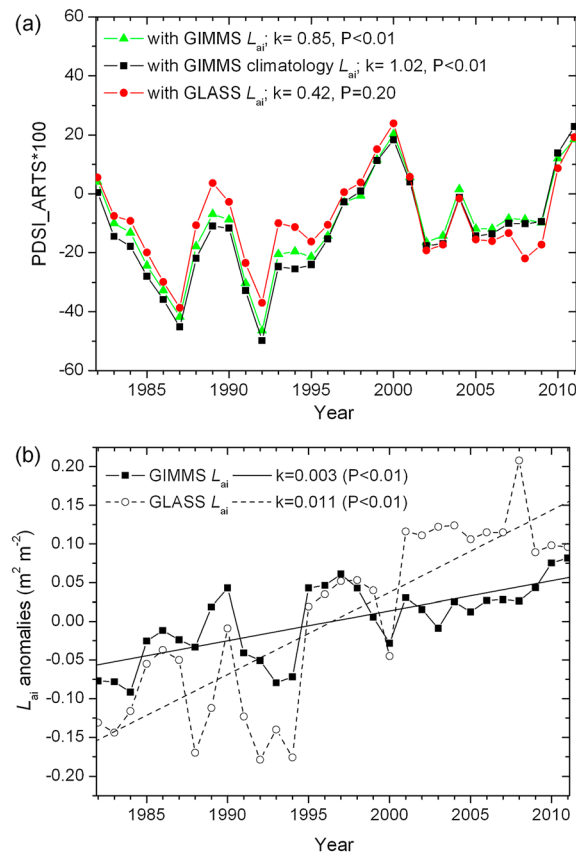 (a)
with GIMMS Lai; k= 0.85, P<0.01
with GIMMS climatology Lai; k= 1.02, P<0.01
with GLASS Lai; k= 0.42, P=0.20
60
40
20
0
-20
-40
-60
PDSI_ARTS*100
1985 1990 1995 2000 2005 2010
Year
(b)
GIMMS Lai k=0.003 (P<0.01)
GLASS Lai k=0.011 (P<0.01)
0.20
0.15
0.10
0.05
0.00
-0.05
-0.10
-0.15
-0.20
Lai anomalies (m2 m-2)
1985 1990 1995 2000 2005 2010
Year